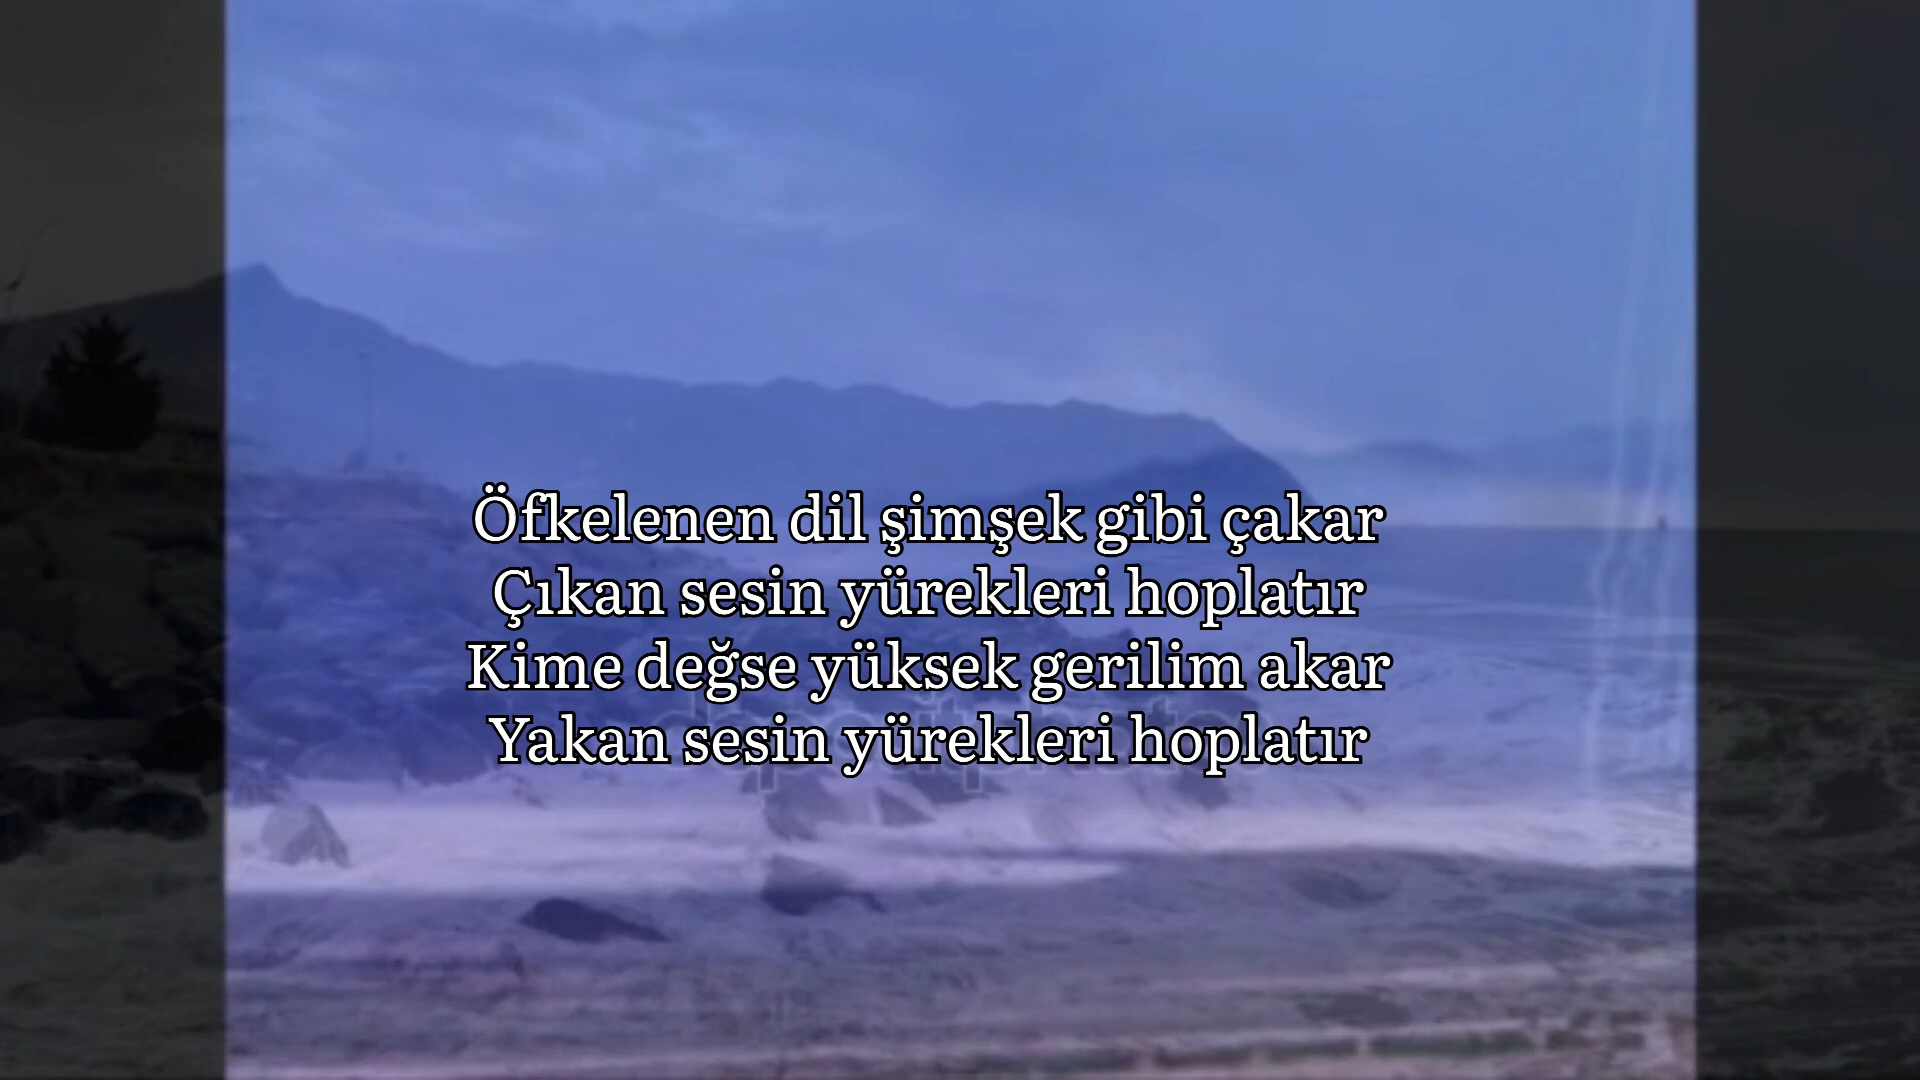 Öfkelenen dil şimşek gibi çakar
Çıkan sesin yürekleri hoplatır
Kime değse yüksek gerilim akar
Yakan sesin yürekleri hoplatır